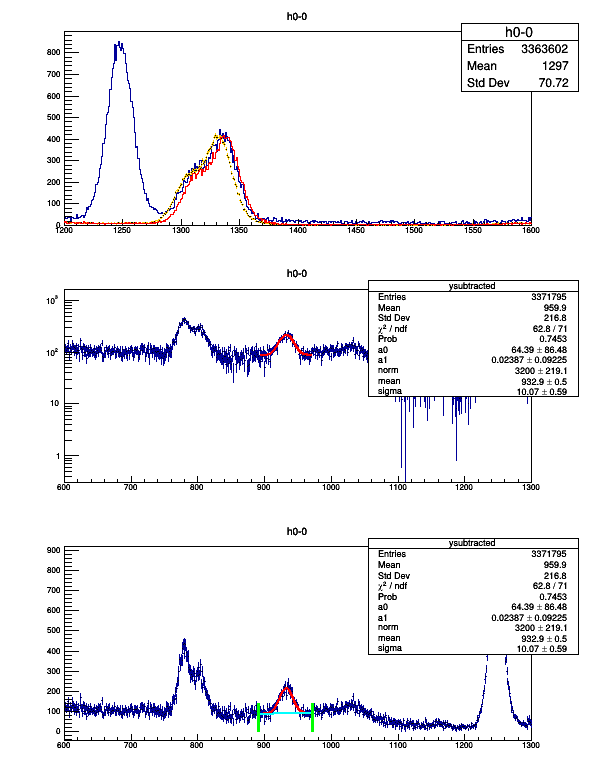 h0-0
h0-0
Entries 3363602
Mean 1297
Std Dev 70.72
800
700
600
500
400
300
200
100
0
1200 1250 1300 1350 1400 1450 1500 1550 1600
h0-0
ysubtracted
Entries 3371795
Mean 959.9
Std Dev 216.8
χ² / ndf 62.8 / 71
Prob 0.7453
a0 64.39 ± 86.48
a1 0.02387 ± 0.09225
norm 3200 ± 219.1
mean 932.9 ± 0.5
sigma 10.07 ± 0.59
10³
10²
10
1
600 700 800 900 1000 1100 1200 1300
h0-0
ysubtracted
Entries 3371795
Mean 959.9
Std Dev 216.8
χ² / ndf 62.8 / 71
Prob 0.7453
a0 64.39 ± 86.48
a1 0.02387 ± 0.09225
norm 3200 ± 219.1
mean 932.9 ± 0.5
sigma 10.07 ± 0.59
900
800
700
600
500
400
300
200
100
0
600 700 800 900 1000 1100 1200 1300